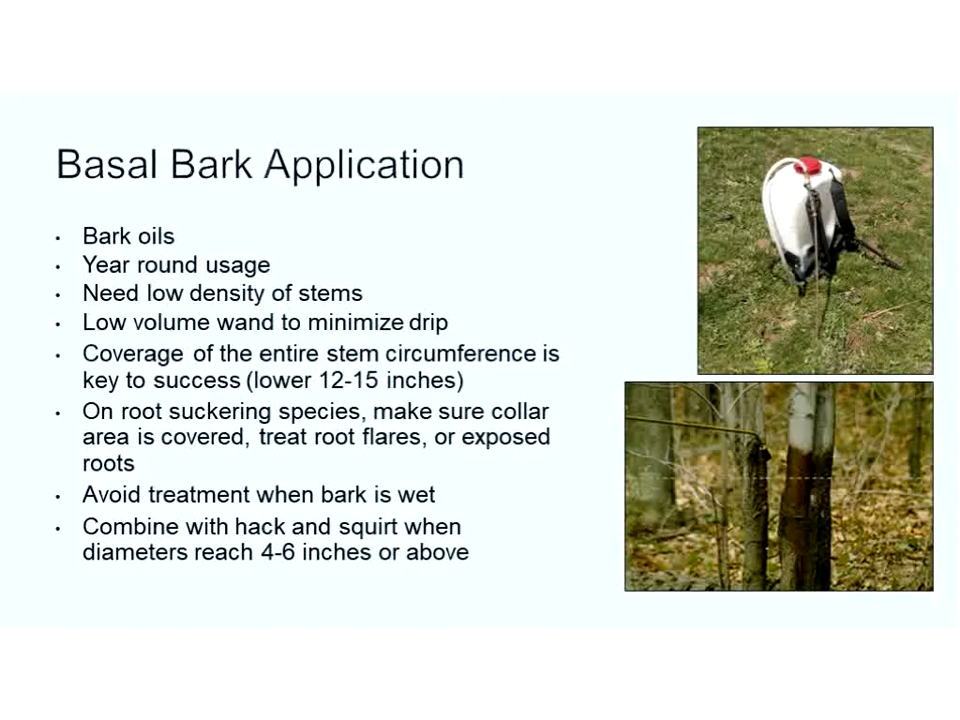 Basal Bark Application
• Bark oils
• Year round usage
• Need low density of stems
• Low volume wand to minimize drip
• Coverage of the entire stem circumference is
key to success (lower 12-15 inches)
• On root suckering species, make sure collar
area is covered, treat root flares, or exposed
roots
• Avoid treatment when bark is wet
• Combine with hack and squirt when
diameters reach 4-6 inches or above